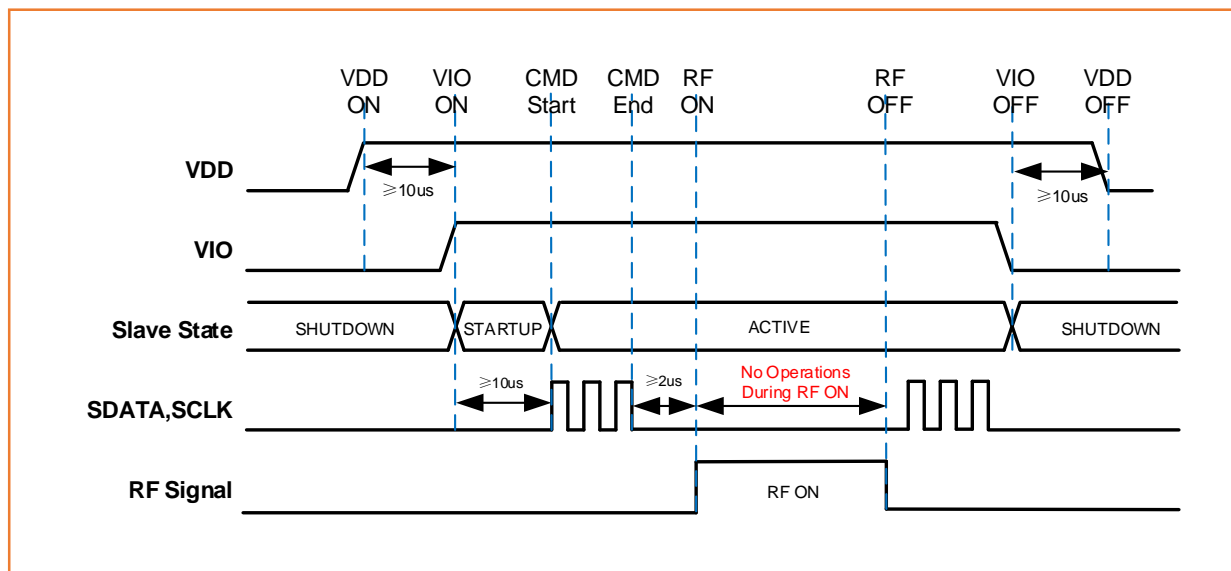 VDD VIO CMD CMD RF RF VIO VDD
ON ON Start End ON OFF OFF OFF
VDD
≥10us ≥10us
VIO
Slave State SHUTDOWN STARTUP ACTIVE SHUTDOWN
No Operations
During RF ON
≥10us ≥2us
SDATA,SCLK
RF Signal RF ON